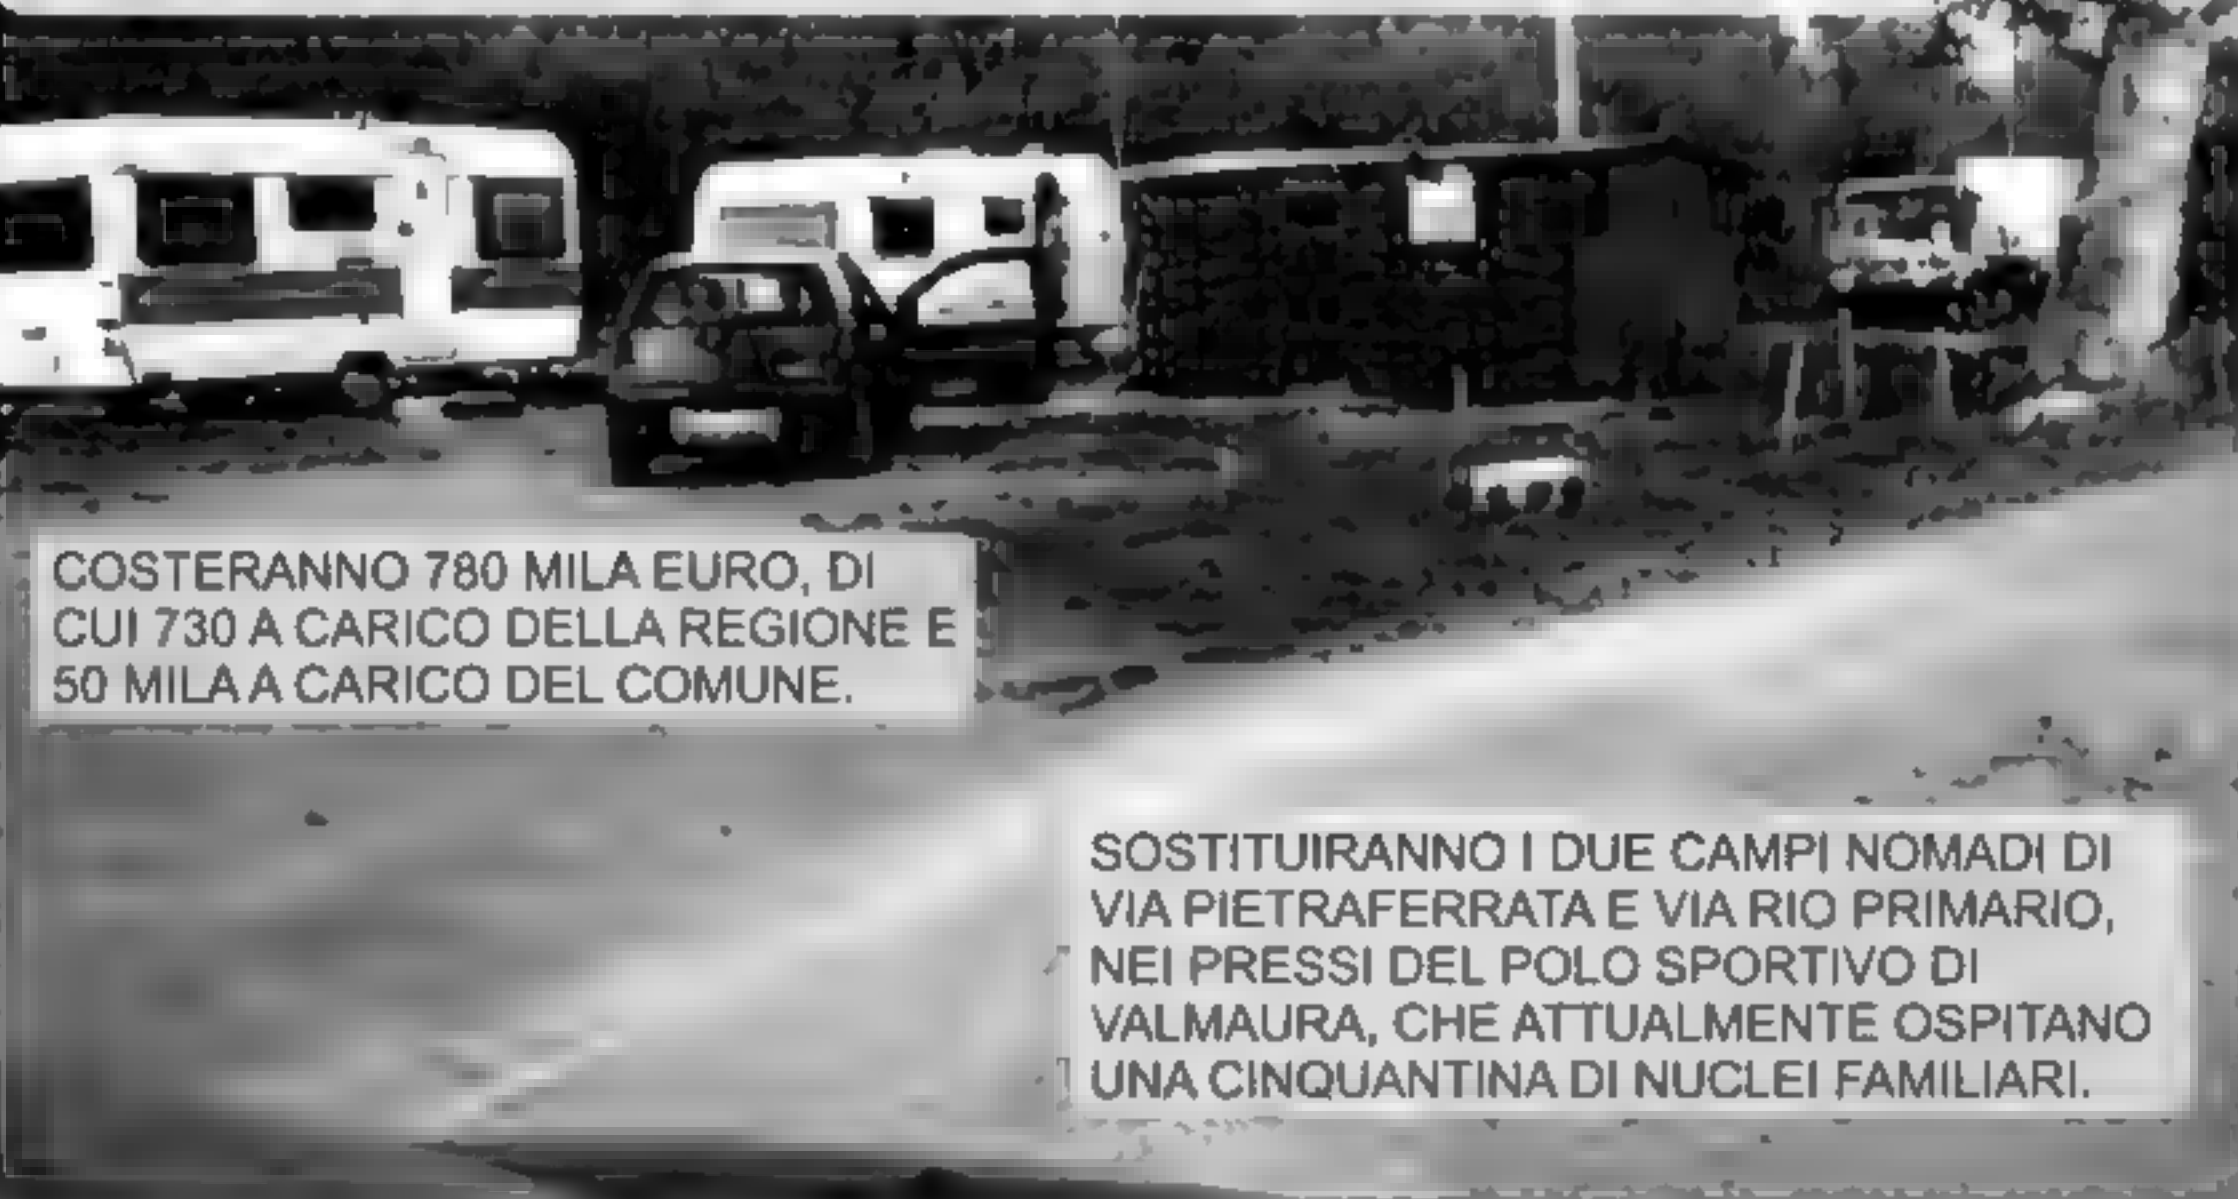 COSTERANNO 780 MILA EURO, DI
CUI 730 A CARICO DELLA REGIONE E
50 MILA A CARICO DEL COMUNE.
SOSTITUIRANNO I DUE CAMPI NOMADI DI
VIA PIETRAFERRATA E VIA RIO PRIMARIO,
NEI PRESSI DEL POLO SPORTIVO DI
VALMAURA, CHE ATTUALMENTE OSPITANO
UNA CINQUANTINA DI NUCLEI FAMILIARI.